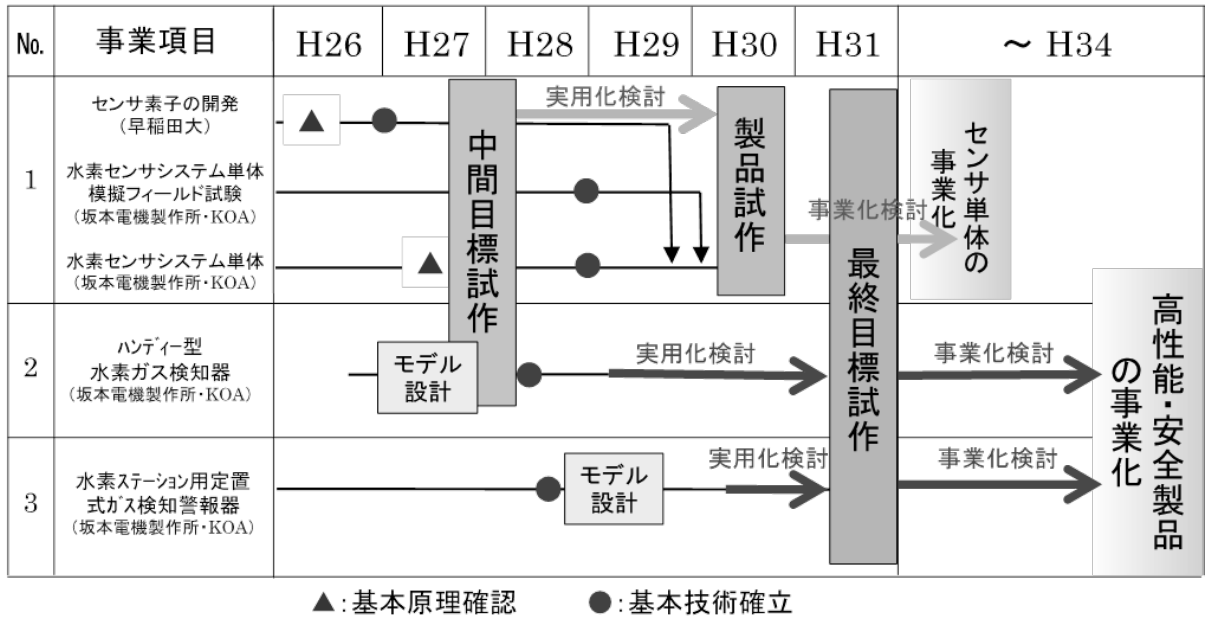 No. 事業項目 H26 H27 H28 H29 H30 H31 ～ H34
1
センサ素子の開発
(早稲田大)
水素センサシステム単体
模擬フィールド試験
(坂本電機製作所・KOA)
水素センサシステム単体
(坂本電機製作所・KOA)
▲
中間目標試作
実用化検討
製品試作
事業化検討
最終目標試作
センサ単体の
事業化
2
ハンディー型
水素ガス検知器
(坂本電機製作所・KOA)
モデル
設計
実用化検討
事業化検討
高性能・安全製品
の事業化
3
水素ステーション用定置
式ガス検知警報器
(坂本電機製作所・KOA)
モデル
設計
実用化検討
事業化検討
▲:基本原理確認 ●:基本技術確立